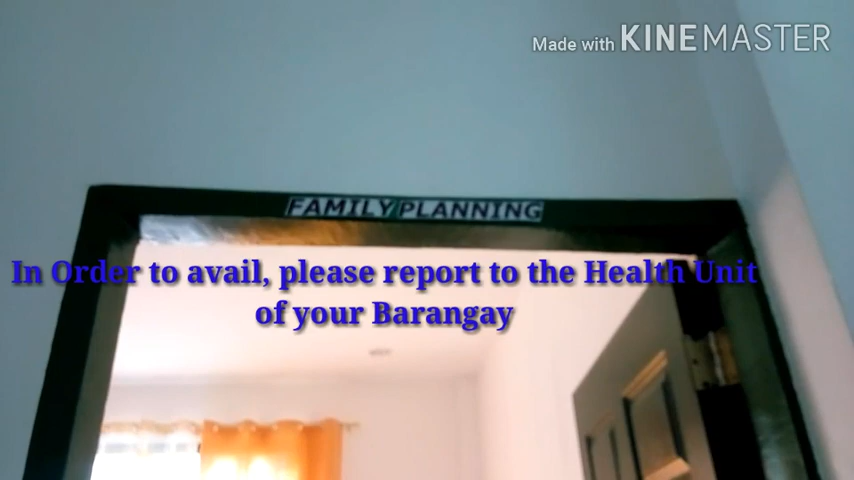 Made with KINEMASTER
FAMILY PLANNING
In Order to avail, please report to the Health Unit
of your Barangay